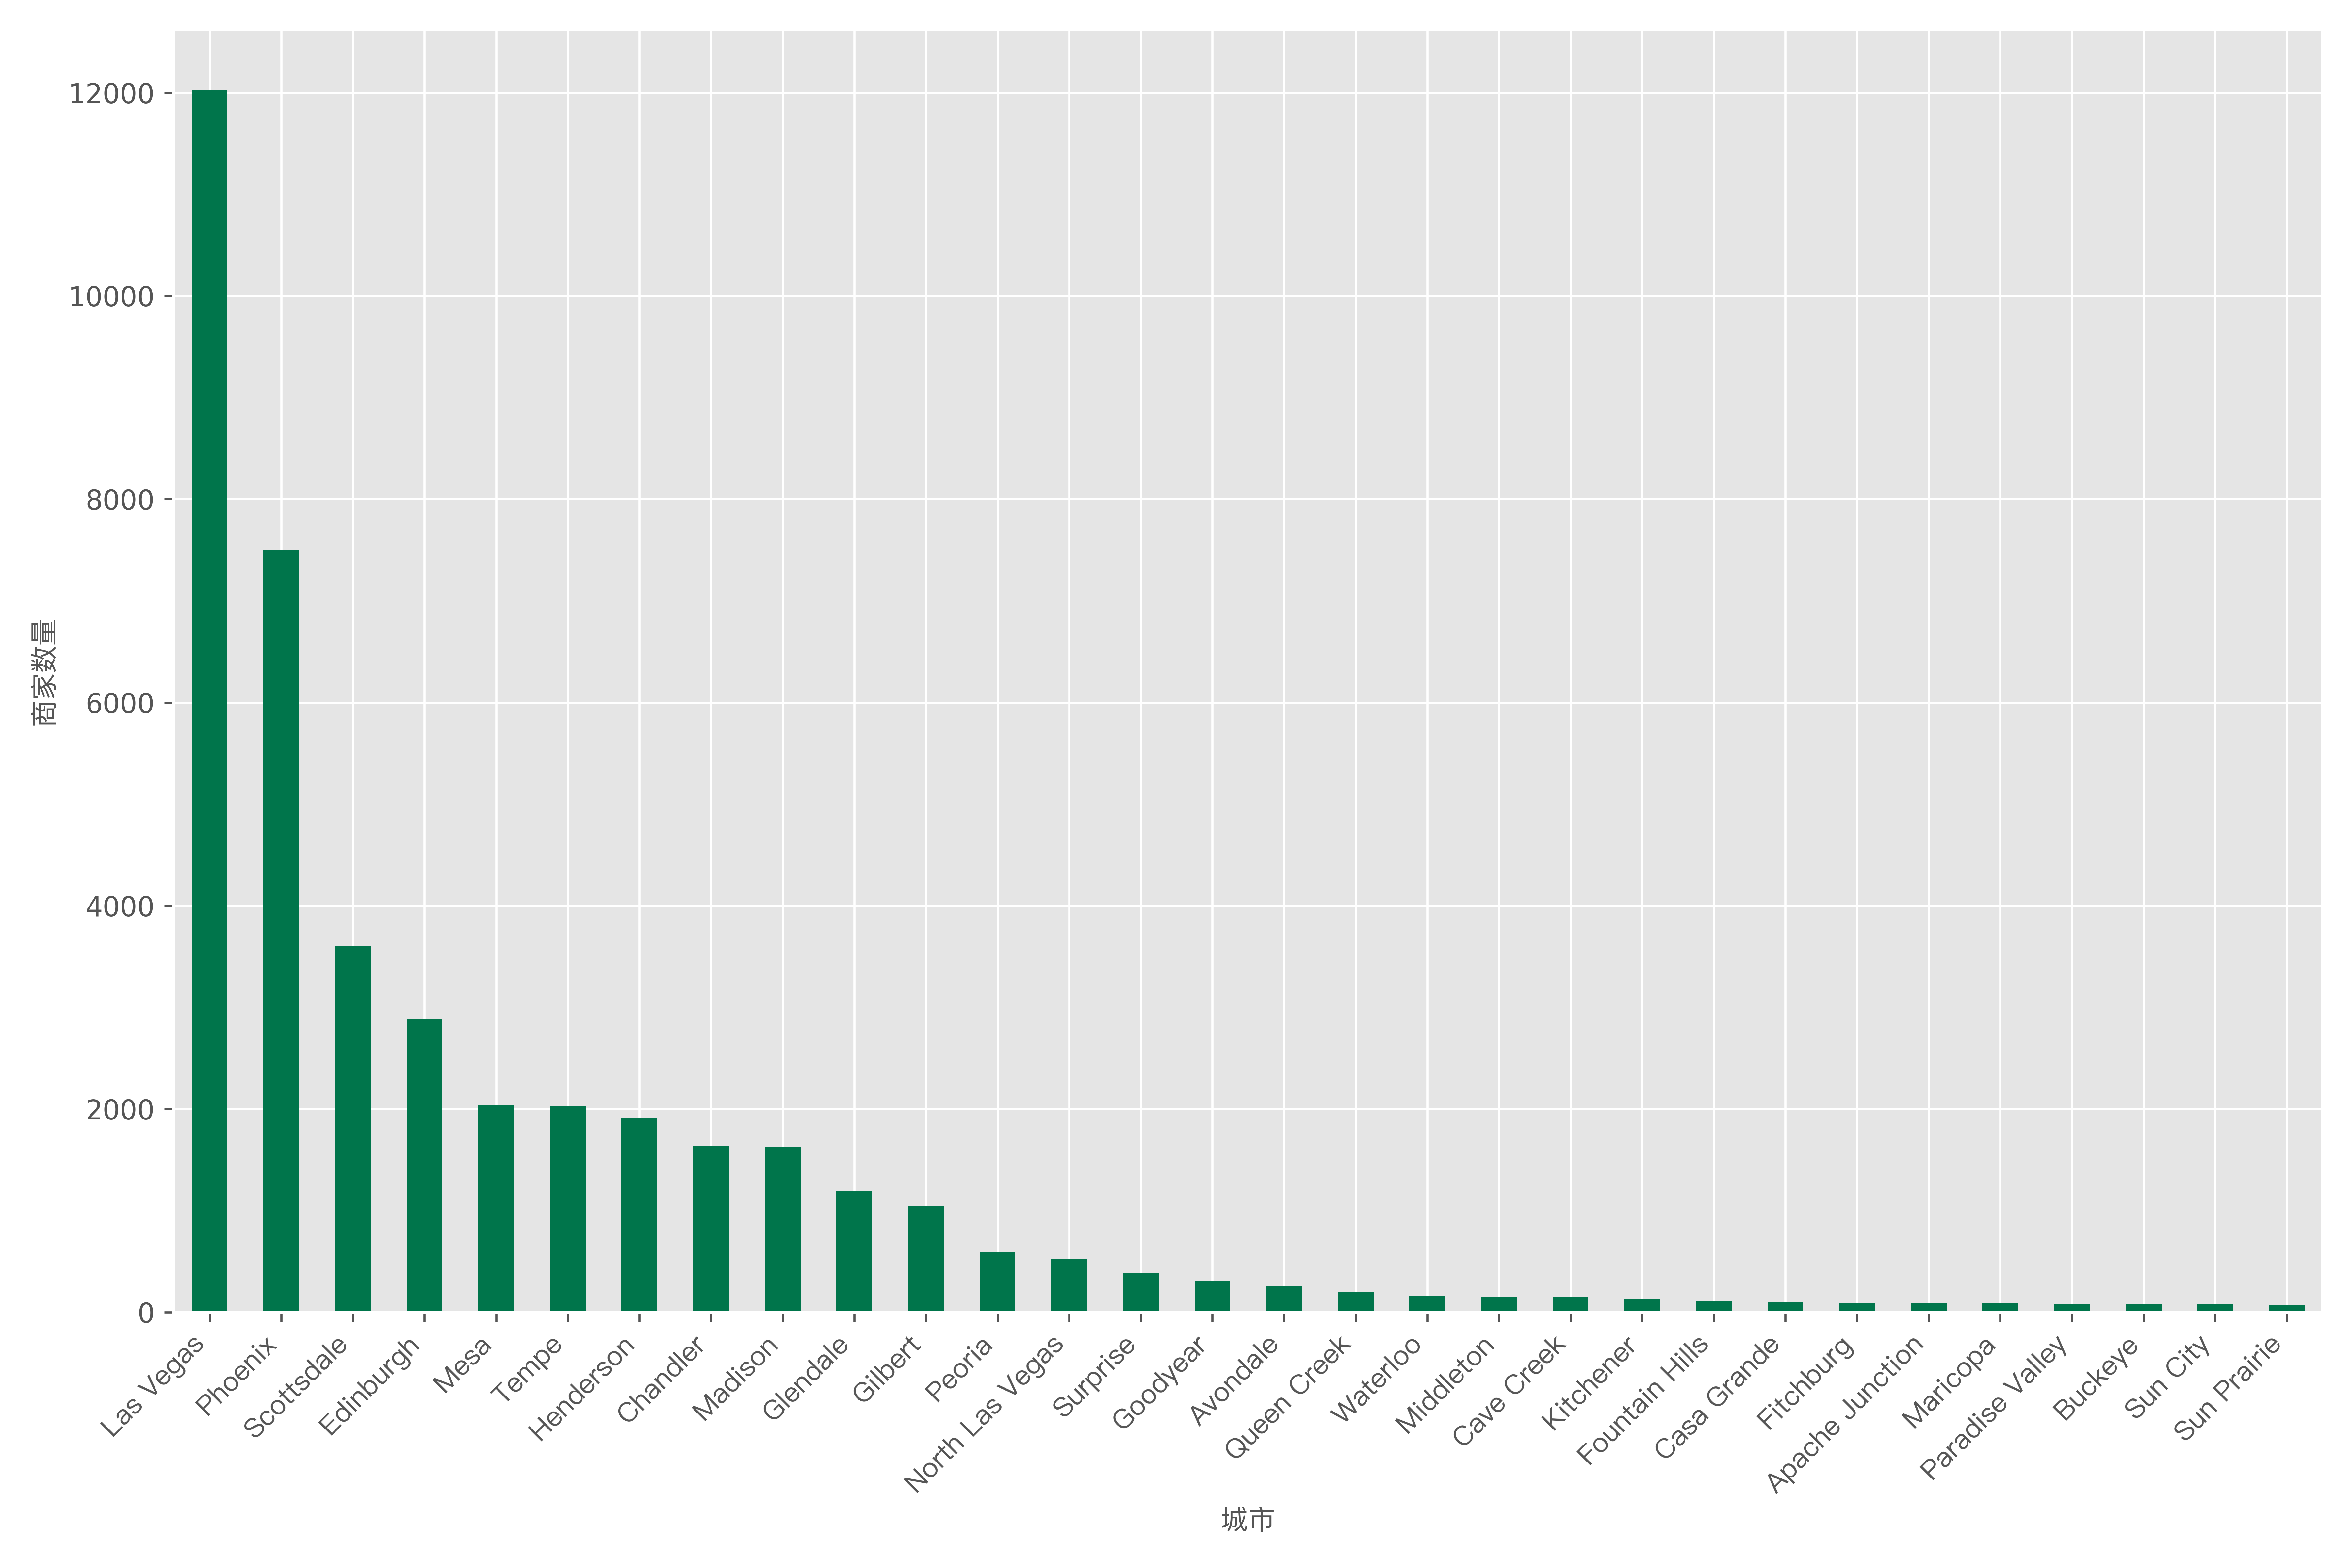 12000
10000
8000
6000
4000
2000
0
商家数量
Las Vegas
Phoenix
Scottsdale
Edinburgh
Mesa
Tempe
Henderson
Chandler
Madison
Glendale
Gilbert
Peoria
North Las Vegas
Surprise
Goodyear
Avondale
Queen Creek
Waterloo
Middleton
Cave Creek
Kitchener
Fountain Hills
Casa Grande
Fitchburg
Apache Junction
Maricopa
Paradise Valley
Buckeye
Sun City
Sun Prairie
城市